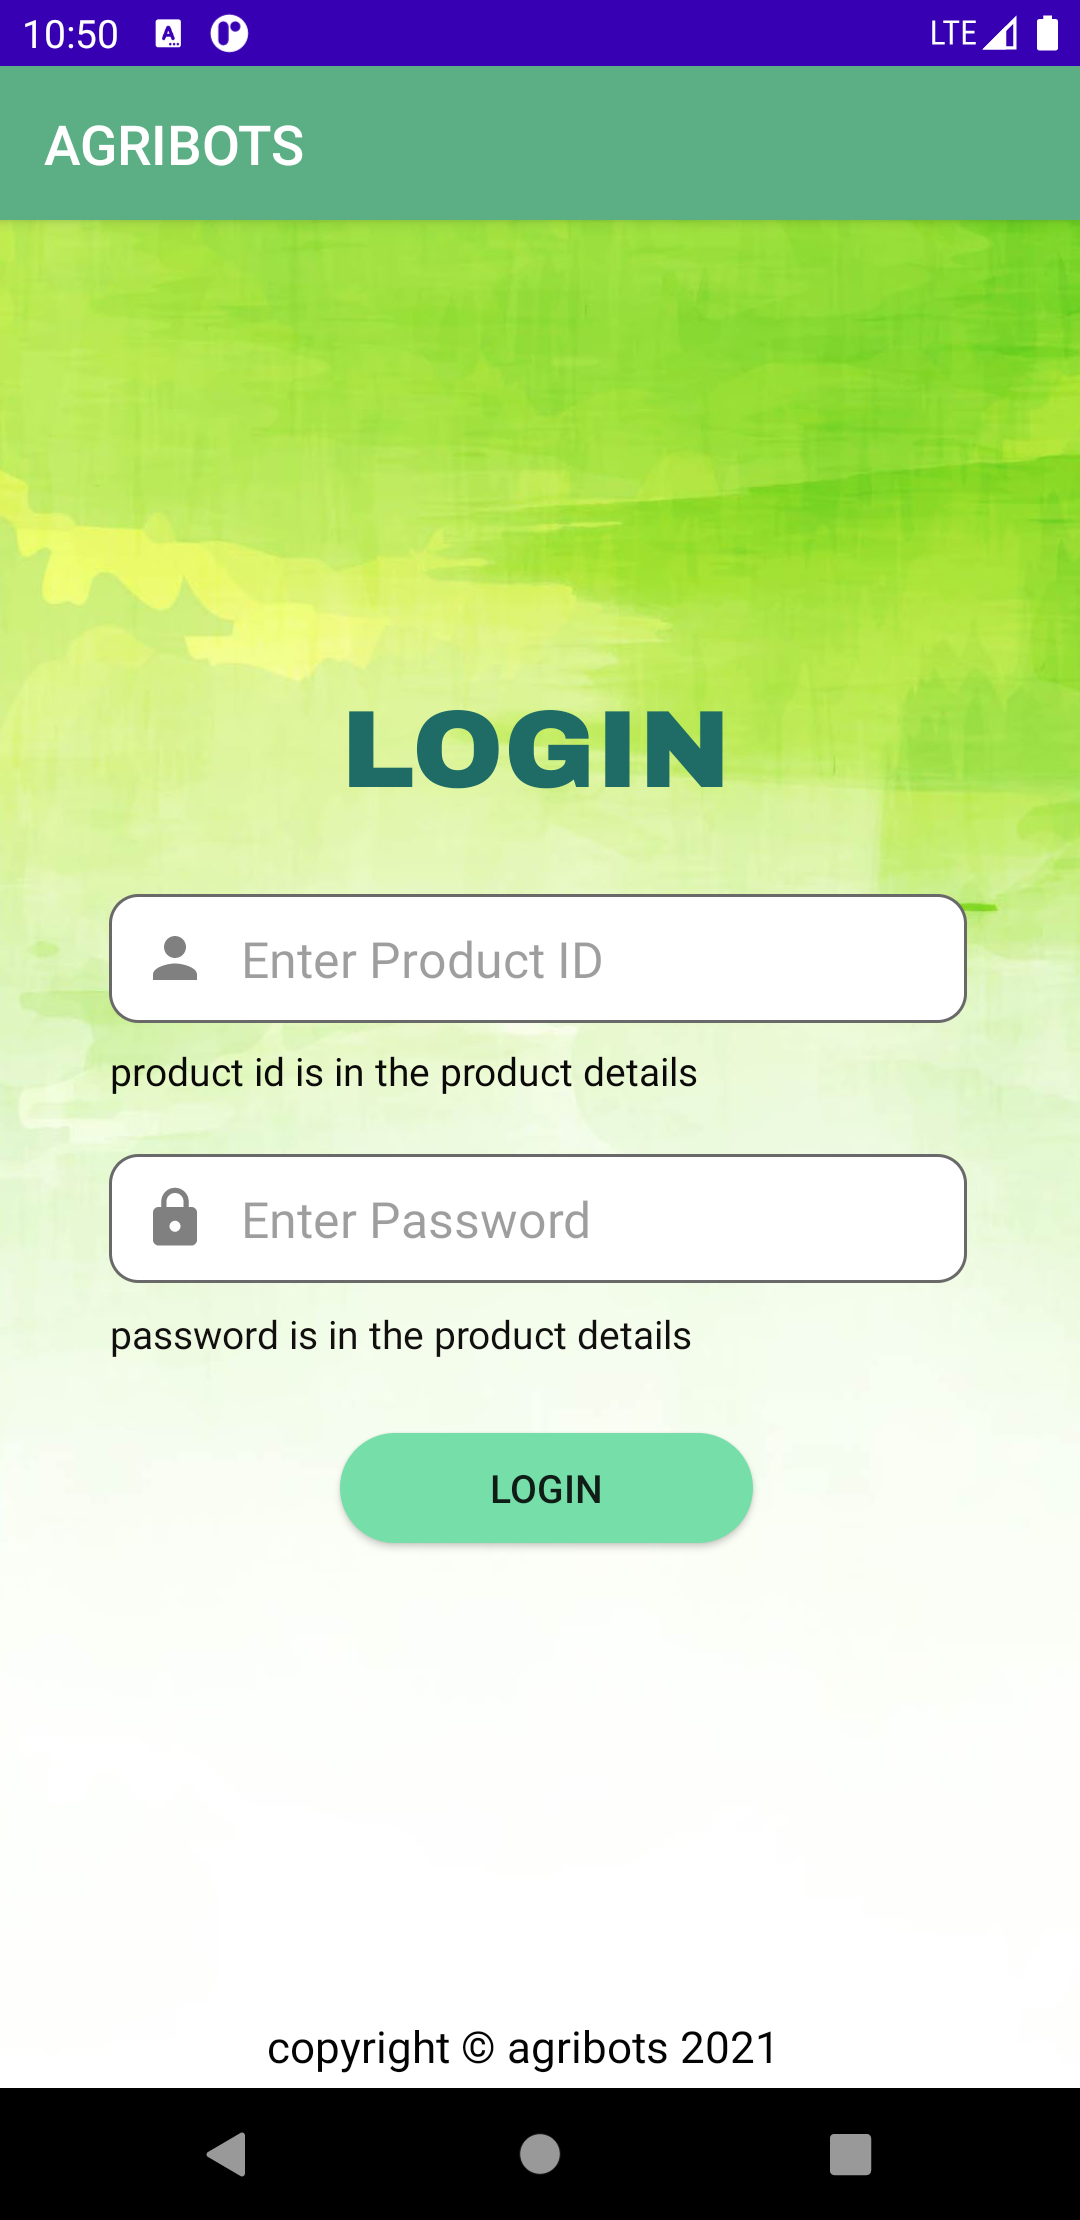 10:50 LTE
AGRIBOTS
LOGIN
Enter Product ID
product id is in the product details
Enter Password
password is in the product details
LOGIN
copyright © agribots 2021